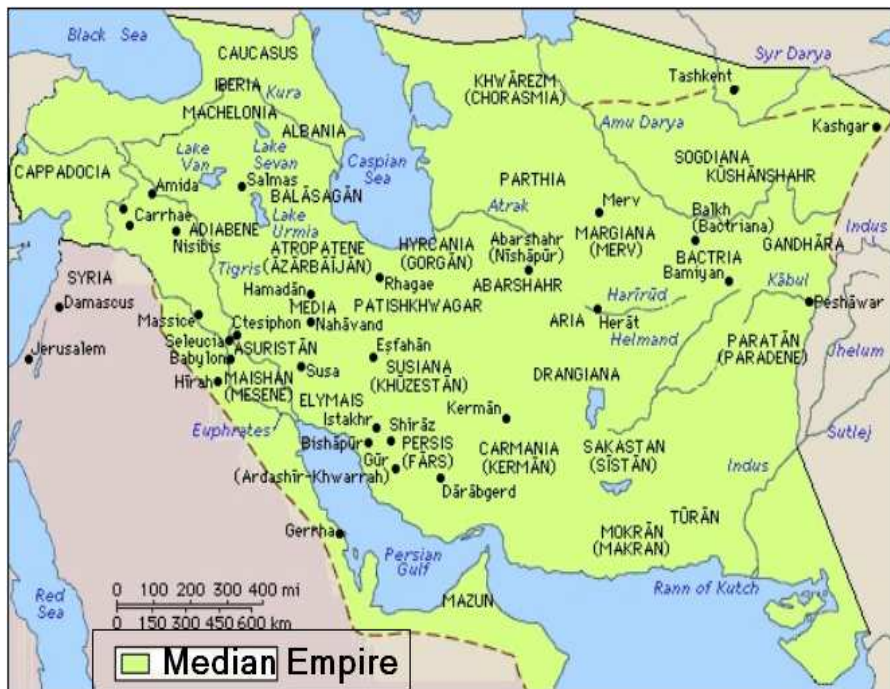 Black Sea
CAUCASUS
Syr Darya
Tashkent
IBERIA
Kura
KHWĀREZM
(CHORASMIA)
MACHELONIA
ALBANIA
Amu Darya
Kashgar
Lake
Van
Lake
Sevan
Caspian
Sea
SOGDIANA
KŪSHĀNSHAHR
CAPPADOCIA
Amida
Salmas
BALĀSAGĀN
PARTHIA
Carrhae
ADIABENE
Nisibis
Lake
Urmia
Atrak
Merv
MARGIANA
(MERV)
Balkh
(Bactriana)
Indus
ATROPATENE
(ĀZĀRBĀĪJĀN)
HYRCANIA
(GORGĀN)
Abarshahr
(Nīshāpūr)
ABARSHAHR
BACTRIA
Bamiyan
GANDHĀRA
SYRIA
Tigris
Hamadān
MEDIA
Rhagae
PATISHKHWAGAR
Harīrūd
Kābul
Peshāwar
Damascus
Massice
Ctesiphon
Nahāvand
ARIA
Herāt
Helmand
Seleucia
ASURISTĀN
Babylon
Eşfahān
PARATĀN
(PARADENE)
Jhelum
Jerusalem
Hīrah
MAISHĀN
(MESENE)
Susa
SUSIANA
(KHŪZESTĀN)
DRANGIANA
ELYMAIS
Kermān
Euphrates
Istakhr
Shīrāz
Bishāpūr
PERSIS
(FĀRS)
Gūr
(Ardashīr-Khwarrah)
CARMANIA
(KERMĀN)
SAKASTAN
(SĪSTĀN)
Sutlej
Indus
Dārābgerd
TŪRĀN
Gerrha
MOKRĀN
(MAKRAN)
Persian
Gulf
Rann of Kutch
Red
Sea
0 100 200 300 400 mi
0 150 300 450 600 km
MAZUN
Median Empire